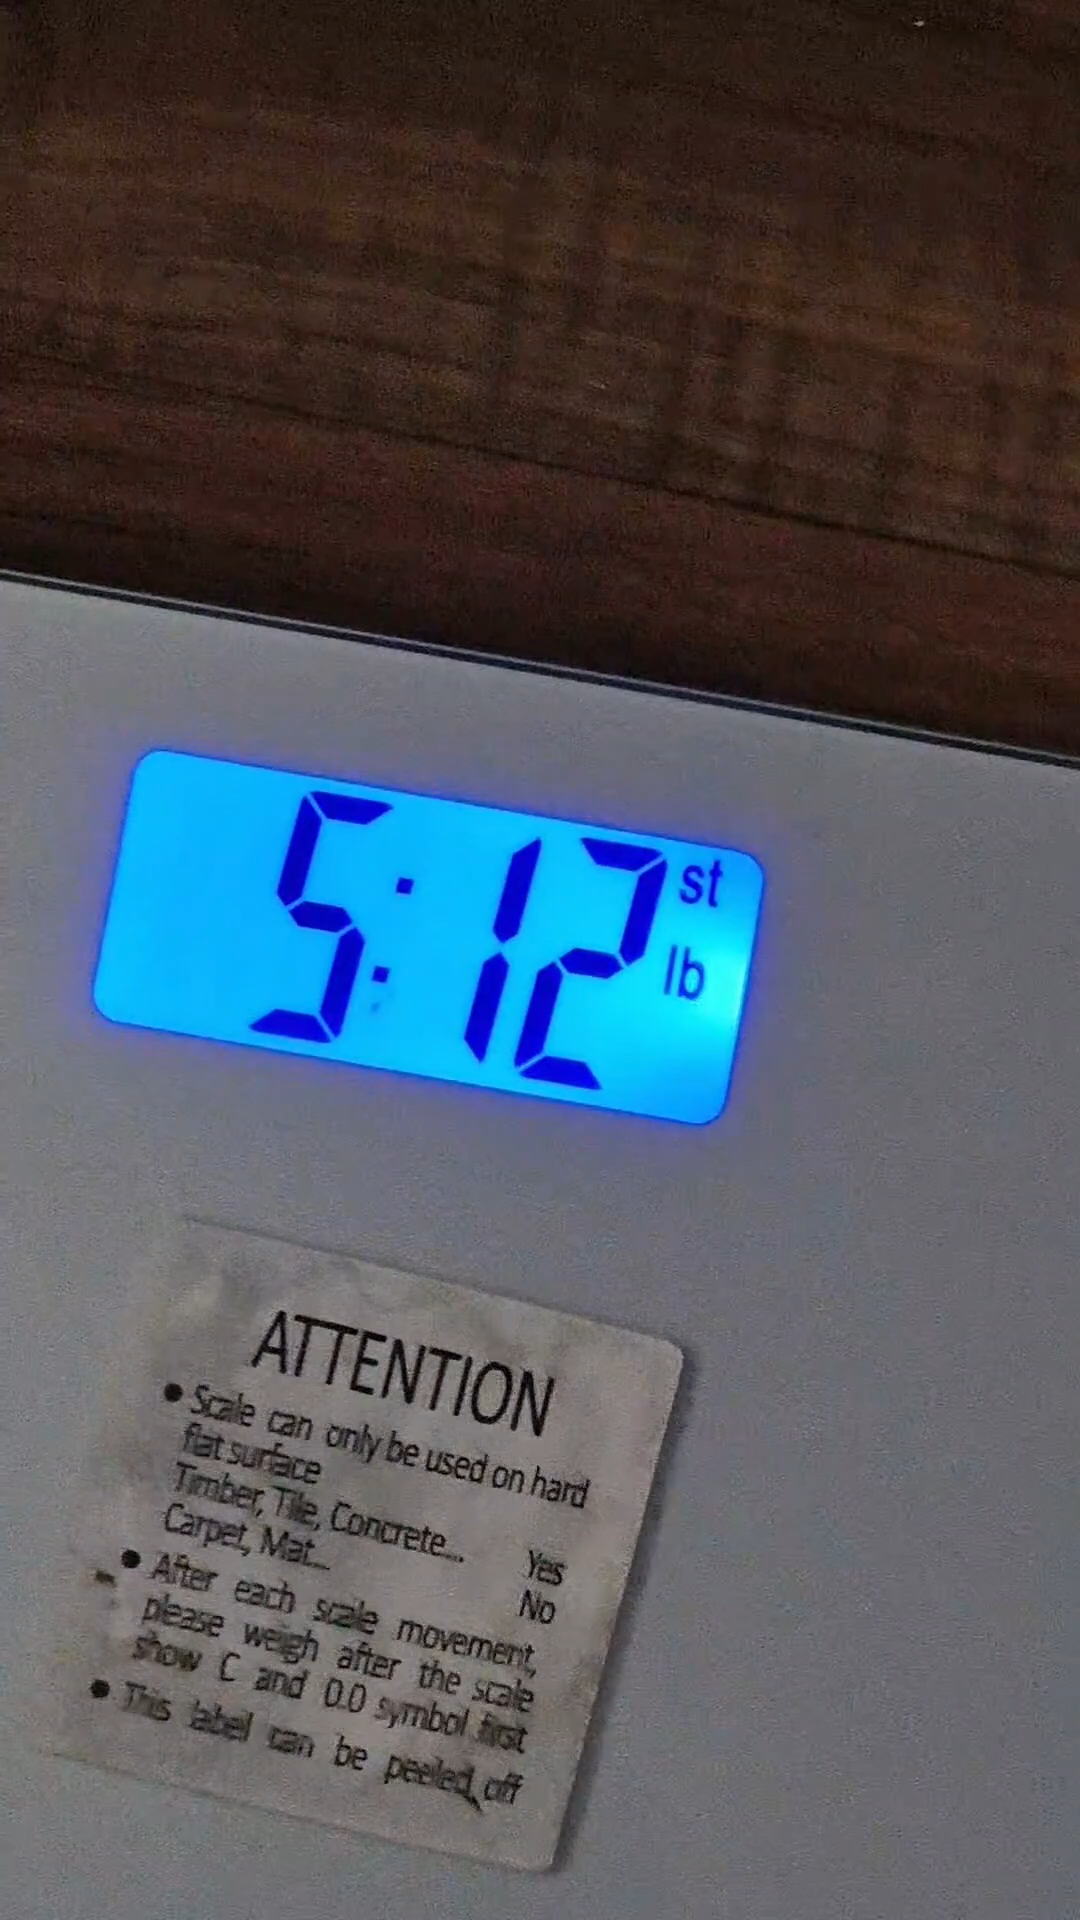 5:12 st
lb
ATTENTION
● Scale can only be used on hard
flat surface
Timber, Tile, Concrete... Yes
Carpet, Mat... No
● After each scale movement,
please weigh after the scale
show C and 0.0 symbol first
● This label can be peeled off